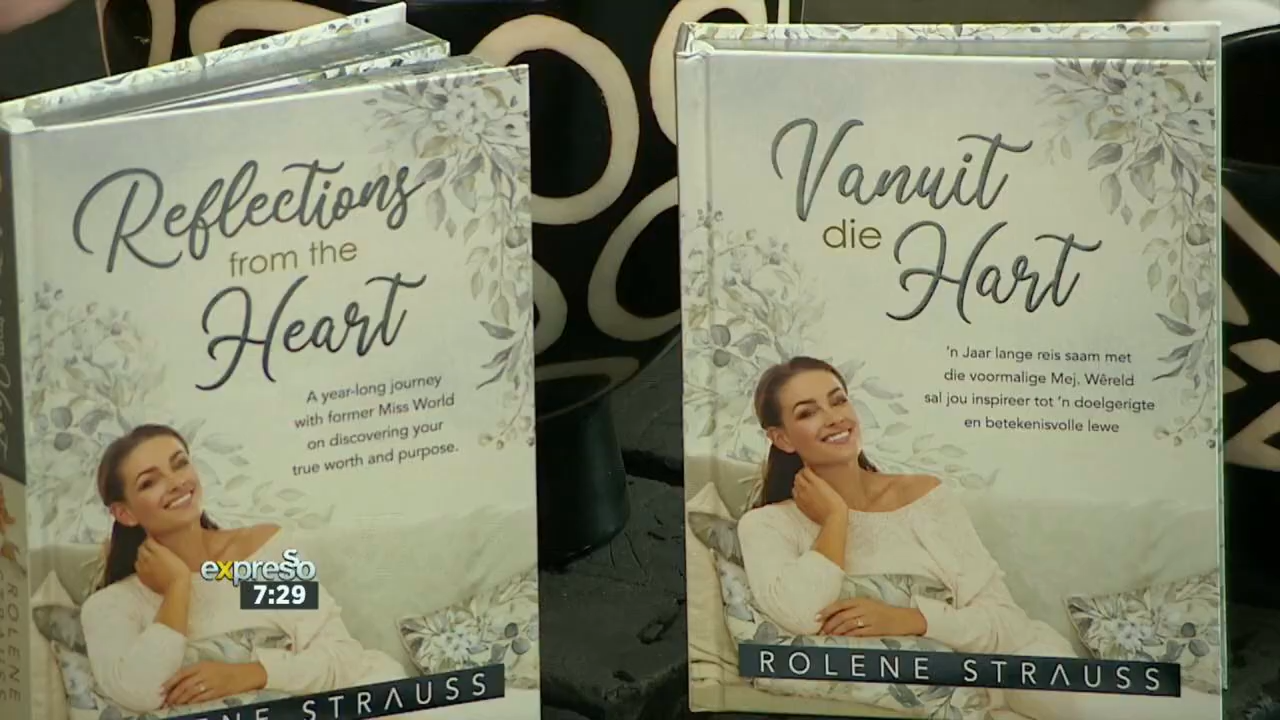 Reflections
from the
Heart
A year-long journey
with former Miss World
on discovering your
true worth and purpose.
STRAUSS
ROLENE
Vanuit
die Hart
'n Jaar lange reis saam met
die voormalige Mej. Wêreld
sal jou inspireer tot 'n doelgerigte
en betekenisvolle lewe
ROLENE STRAUSS
expresso
7:29